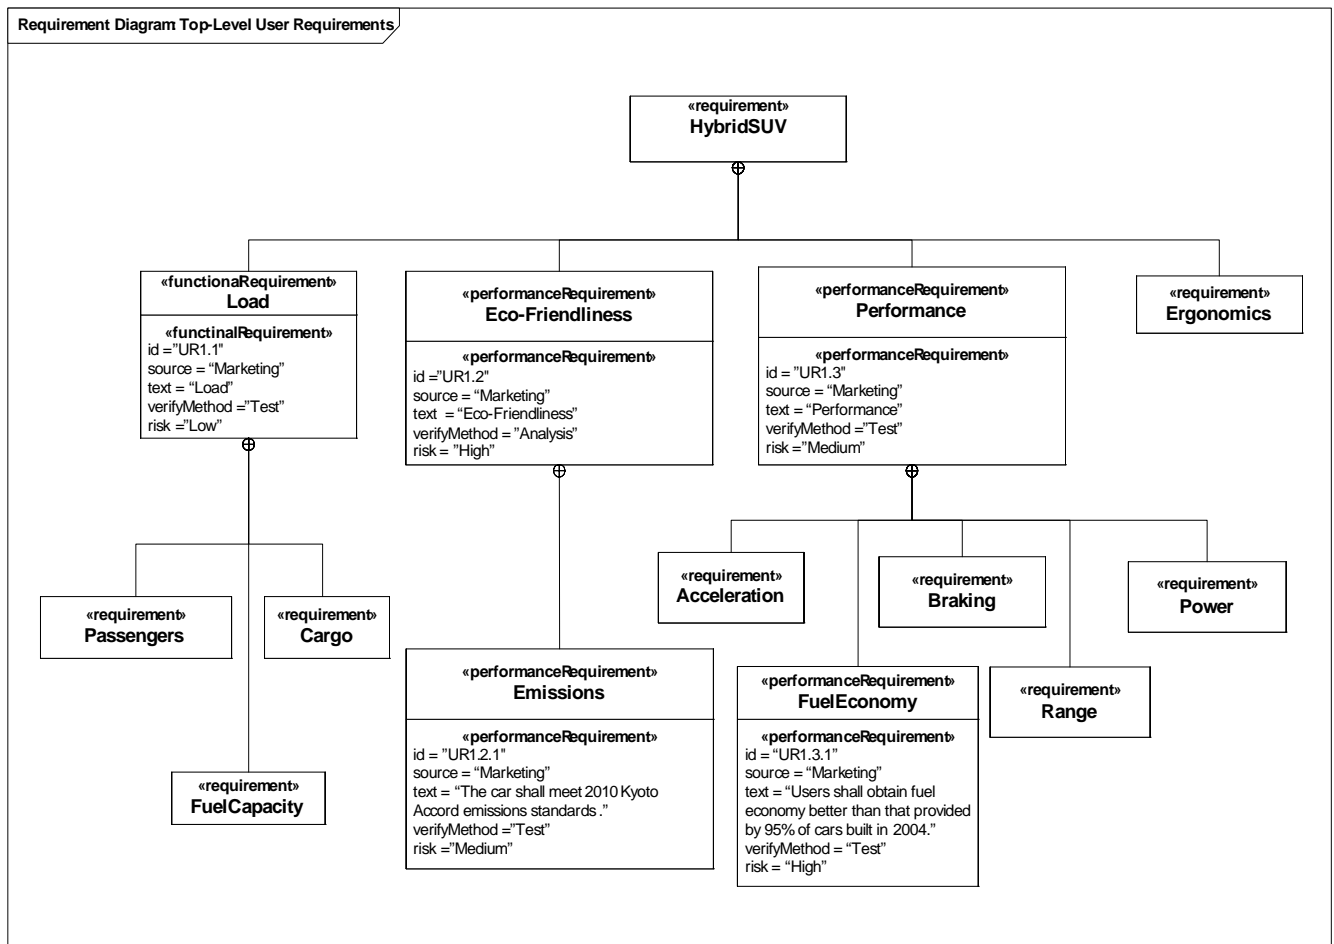 Requirement Diagram: Top-Level User Requirements
«requirement»
HybridSUV
«functionaRequirement»
Load
«functinalRequirement»
id ="UR1.1"
source = “Marketing”
text = “Load”
verifyMethod =”Test”
risk =”Low”
«performanceRequirement»
Eco-Friendliness
«performanceRequirement»
id ="UR1.2"
source = “Marketing”
text = “Eco-Friendliness”
verifyMethod = “Analysis”
risk = ”High”
«performanceRequirement»
Performance
«performanceRequirement»
id =”UR1.3"
source = “Marketing”
text = “Performance”
verifyMethod =”Test”
risk =”Medium”
«requirement»
Ergonomics
«requirement»
Passengers
«requirement»
Cargo
«requirement»
FuelCapacity
«performanceRequirement»
Emissions
«performanceRequirement»
id = "UR1.2.1"
source = “Marketing”
text = “The car shall meet 2010 Kyoto
Accord emissions standards .”
verifyMethod =”Test”
risk =”Medium”
«requirement»
Acceleration
«performanceRequirement»
FuelEconomy
«performanceRequirement»
id = “UR1.3.1"
source = “Marketing”
text = “Users shall obtain fuel
economy better than that provided
by 95% of cars built in 2004.”
verifyMethod = “Test”
risk = “High”
«requirement»
Braking
«requirement»
Range
«requirement»
Power